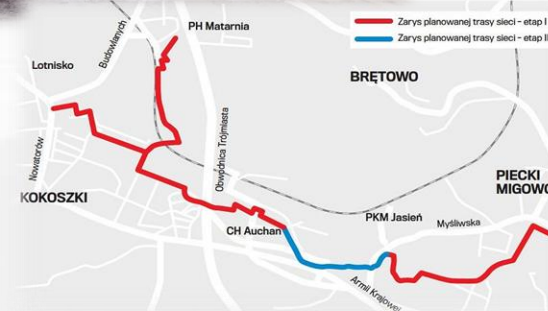 PH Matarnia
Zarys planowanej trasy sieci - etap I
Zarys planowanej trasy sieci - etap II
Budowlanych
Lotnisko
BRĘTOWO
Obwodnica Trójmiasta
Nowatorów
KOKOSZKI
PIECKI
MIGOWO
PKM Jasień
Myśliwska
CH Auchan
Armii Krajowej